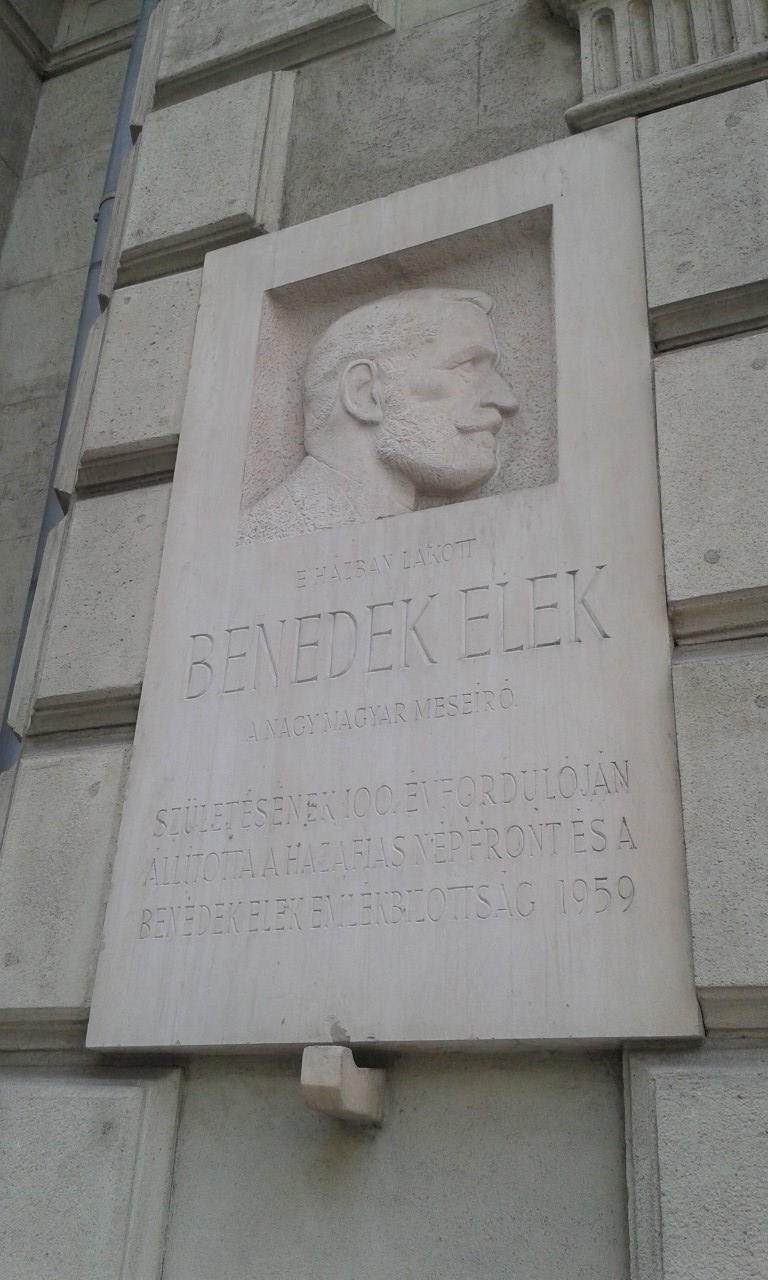 E HÁZBAN LAKOTT
BENEDEK ELEK
A NAGY MAGYAR MESEÍRÓ.
SZÜLETÉSÉNEK 100. ÉVFORDULÓJÁN
ÁLLÍTOTTA A HAZAFIAS NÉPFRONT ÉS A
BENEDEK ELEK EMLÉKBIZOTTSÁG 1959